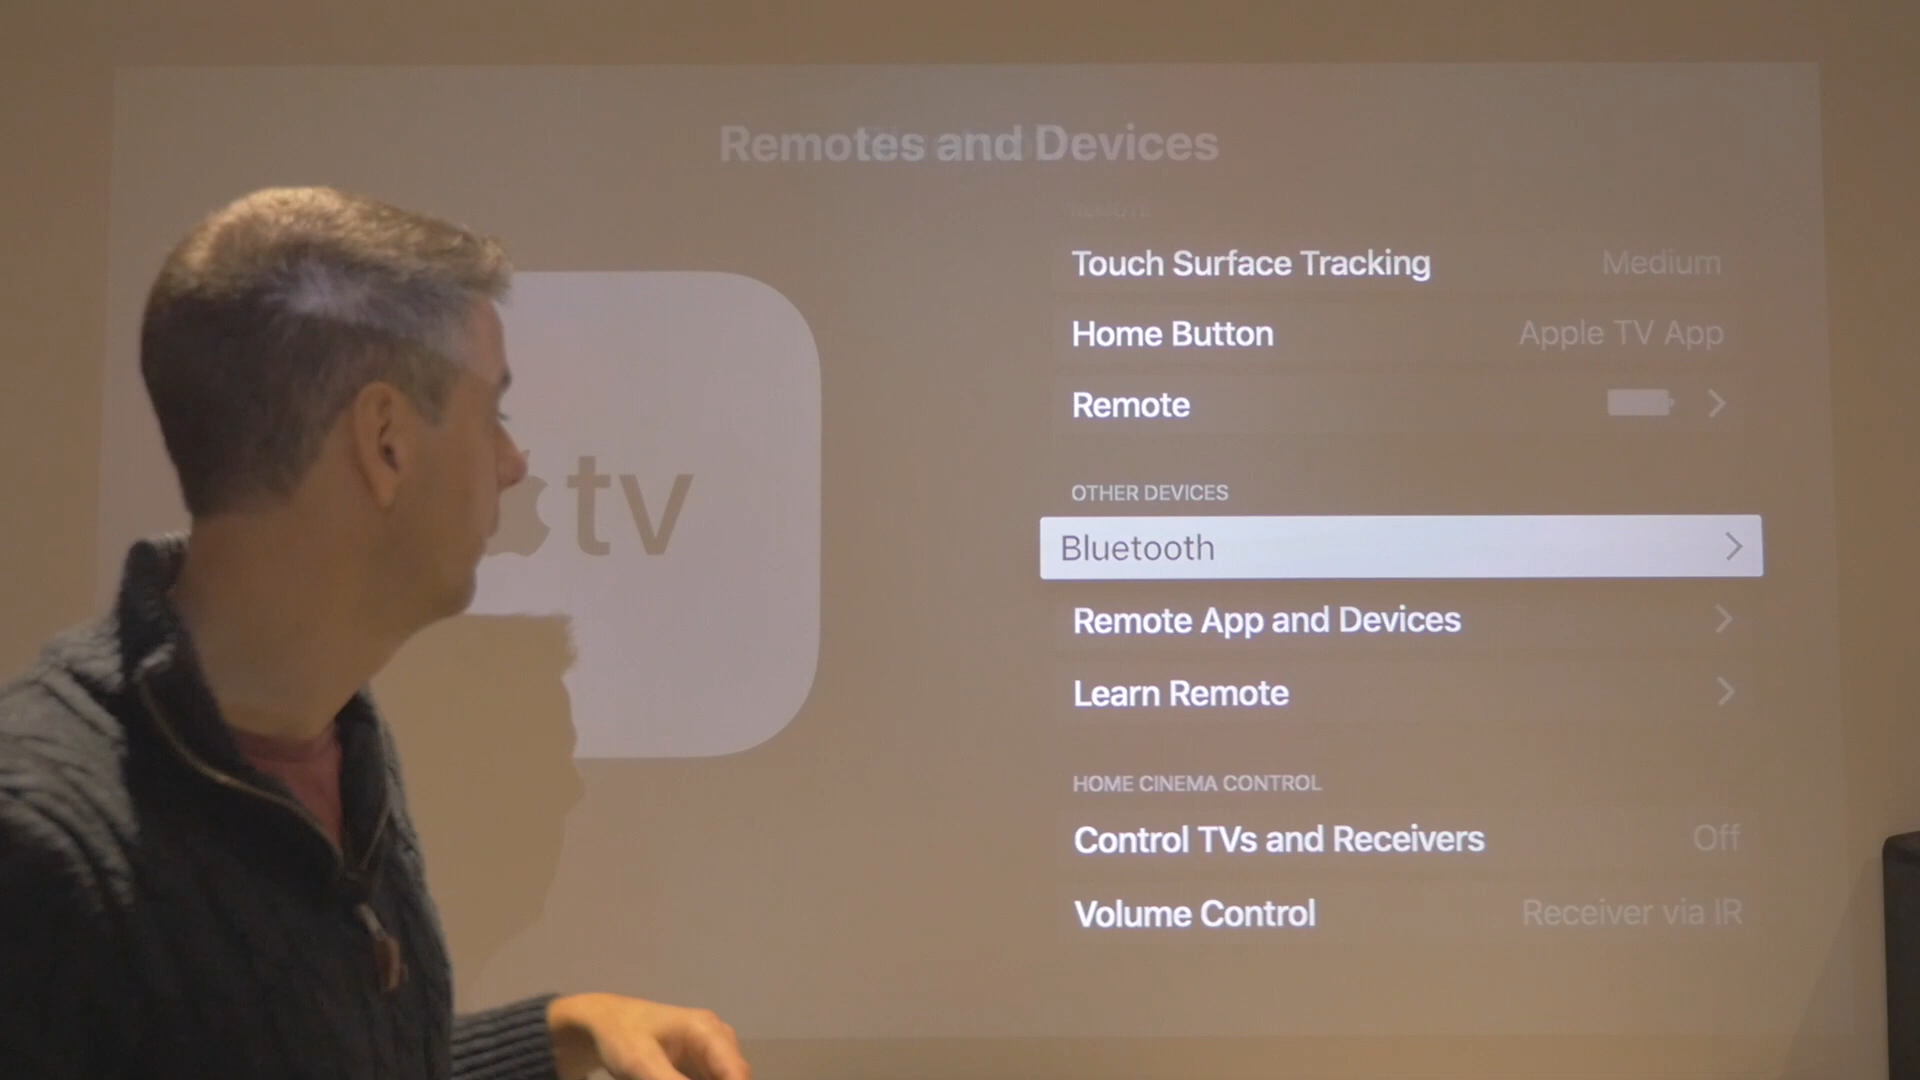 Remotes and Devices
REMOTE
Touch Surface Tracking Medium
Home Button Apple TV App
Remote
OTHER DEVICES
Bluetooth
Remote App and Devices
Learn Remote
HOME CINEMA CONTROL
Control TVs and Receivers Off
Volume Control Receiver via IR
tv